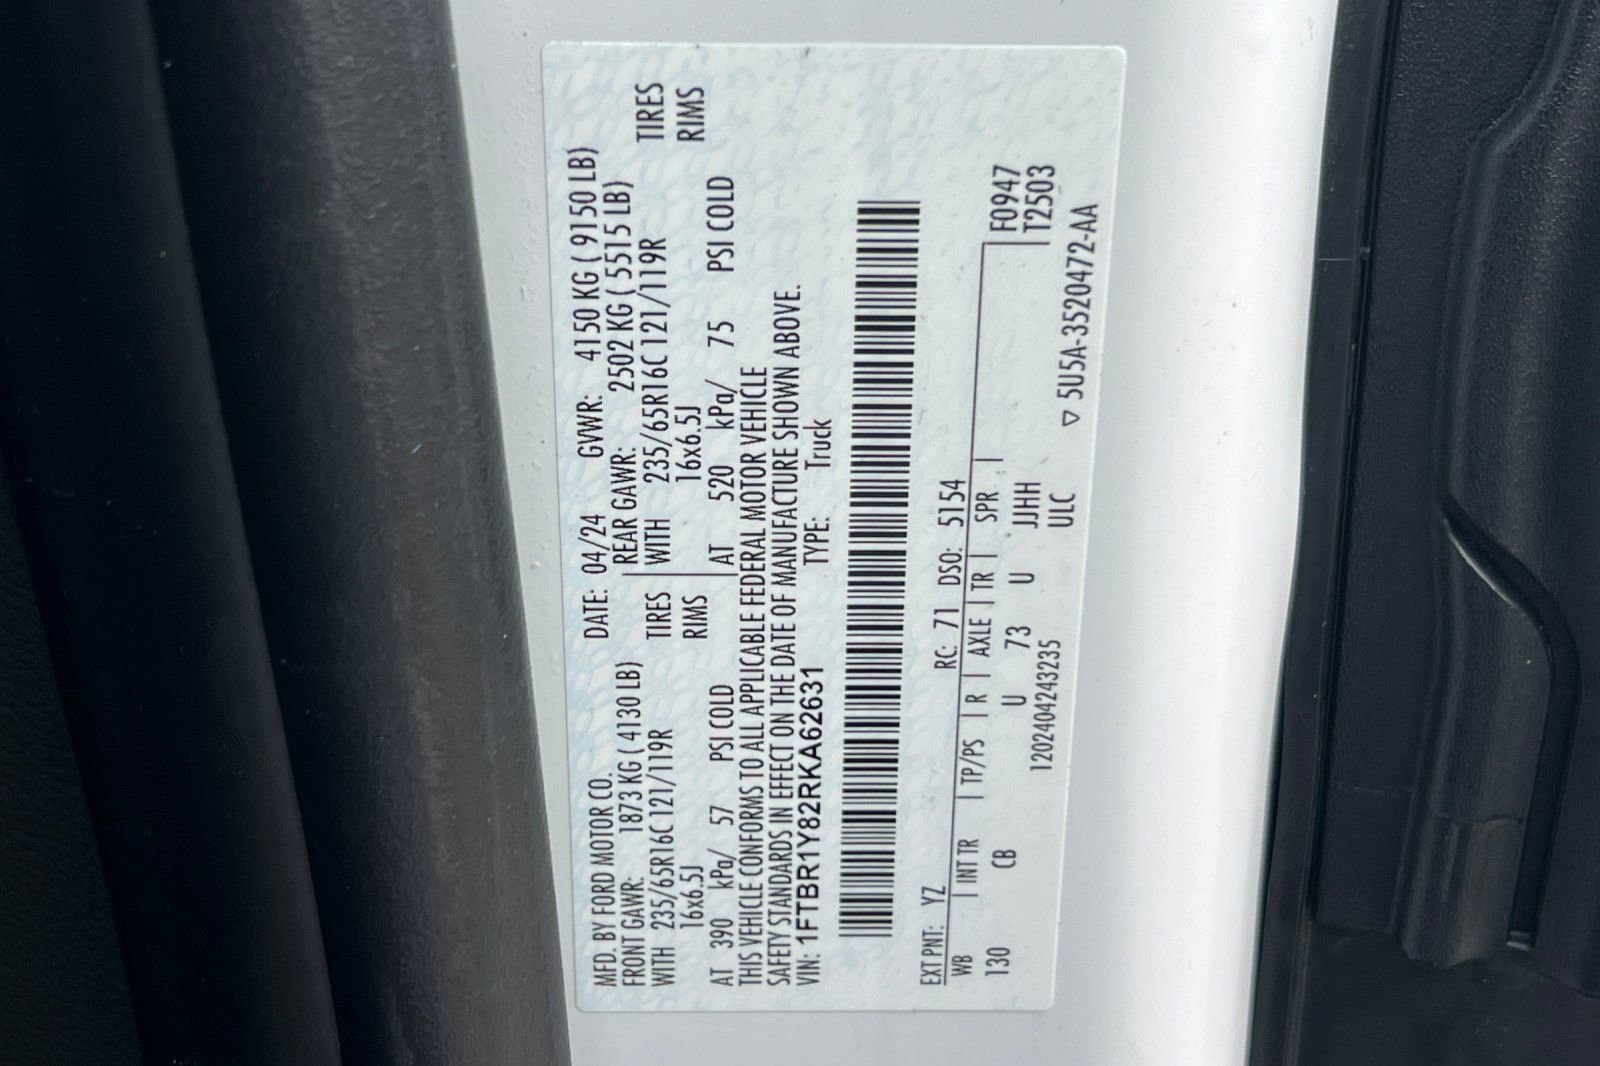 MFD. BY FORD MOTOR CO. DATE: 04/24 GVWR: 4150 KG ( 9150 LB)
FRONT GAWR: 1873 KG ( 4130 LB) REAR GAWR: 2502 KG ( 5515 LB)
WITH 235/65R16C 121/119R TIRES WITH 235/65R16C 121/119R TIRES
16x6.5J RIMS 16x6.5J RIMS
AT 390 kPa/ 57 PSI COLD AT 520 kPa/ 75 PSI COLD
THIS VEHICLE CONFORMS TO ALL APPLICABLE FEDERAL MOTOR VEHICLE
SAFETY STANDARDS IN EFFECT ON THE DATE OF MANUFACTURE SHOWN ABOVE.
VIN: 1FTBR1Y82RKA62631 TYPE: Truck
EXT PNT: YZ RC: 71 DSO: 5154
WB INT TR TP/PS R AXLE TR SPR F0947
130 CB U 73 U JJHH T2503
1202404243235 ULC
5U5A-3520472-AA